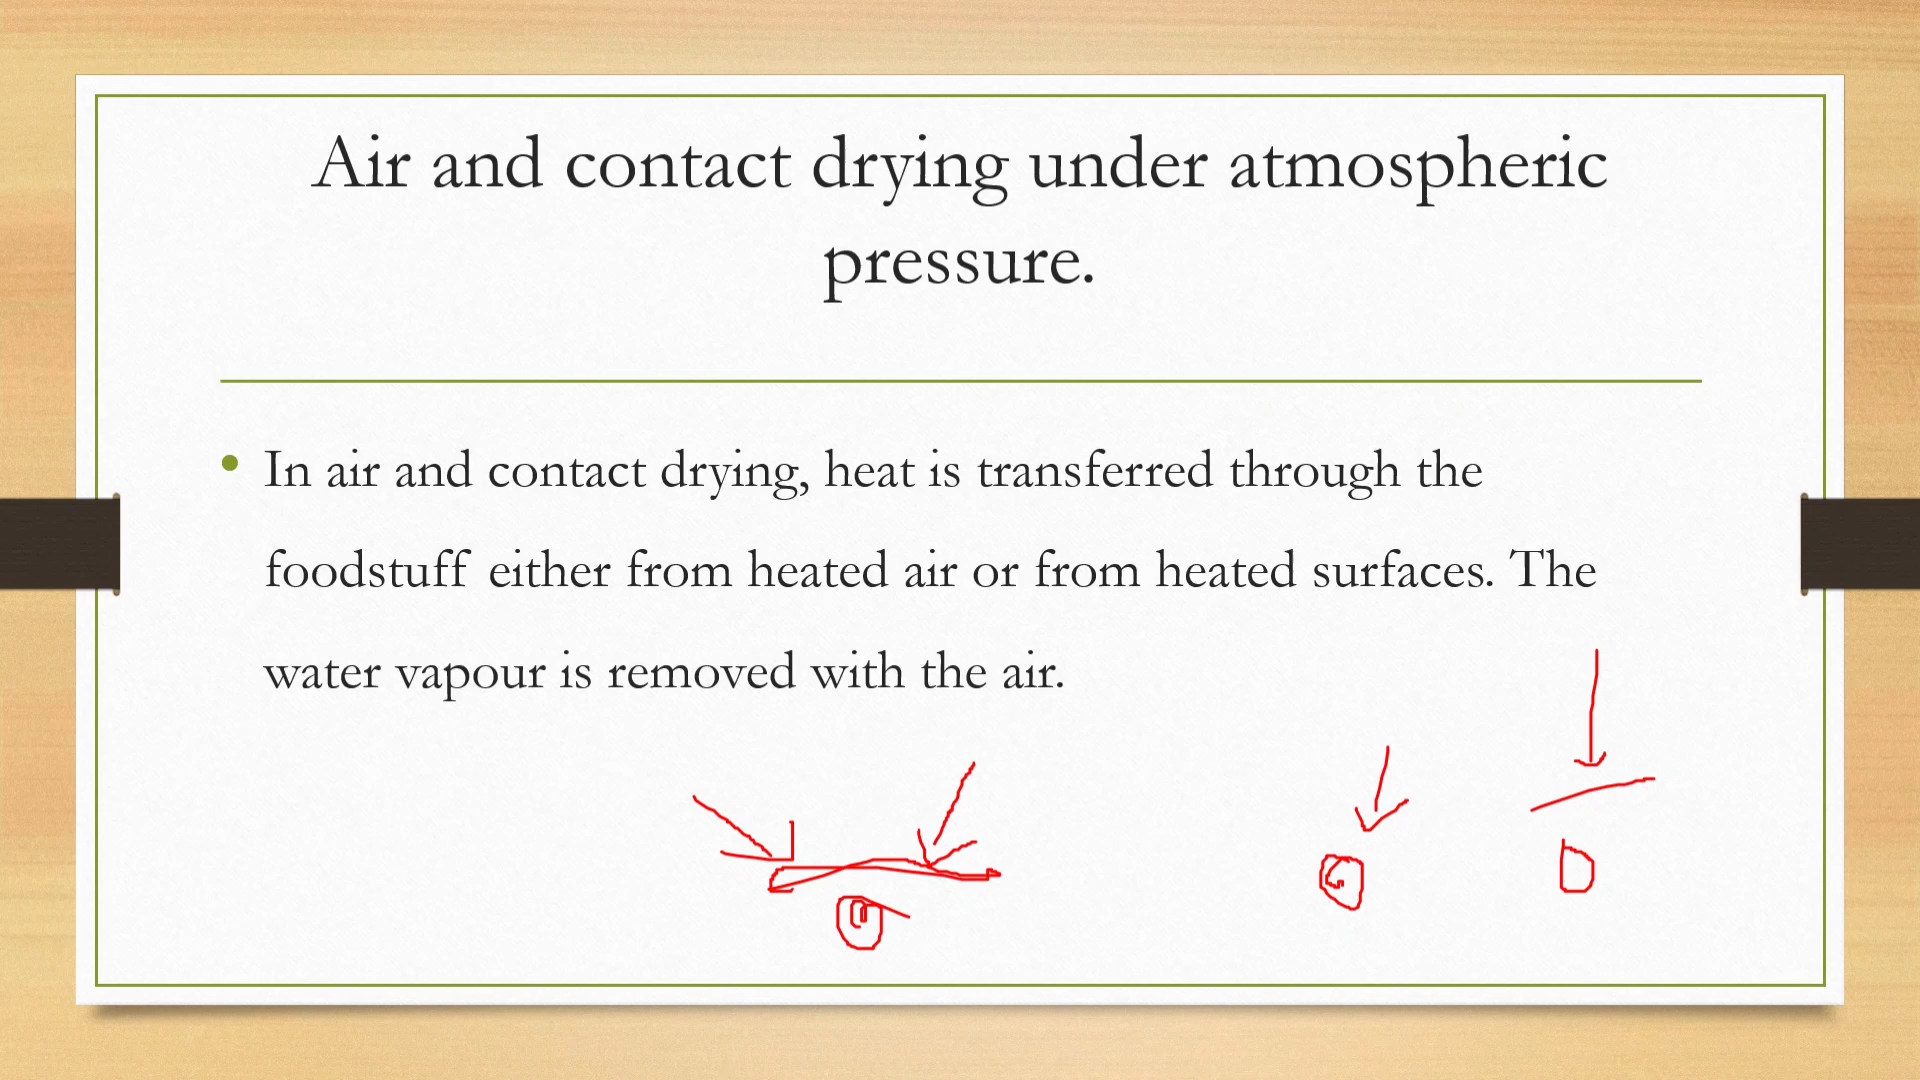 Air and contact drying under atmospheric
pressure.
• In air and contact drying, heat is transferred through the
foodstuff either from heated air or from heated surfaces. The
water vapour is removed with the air.